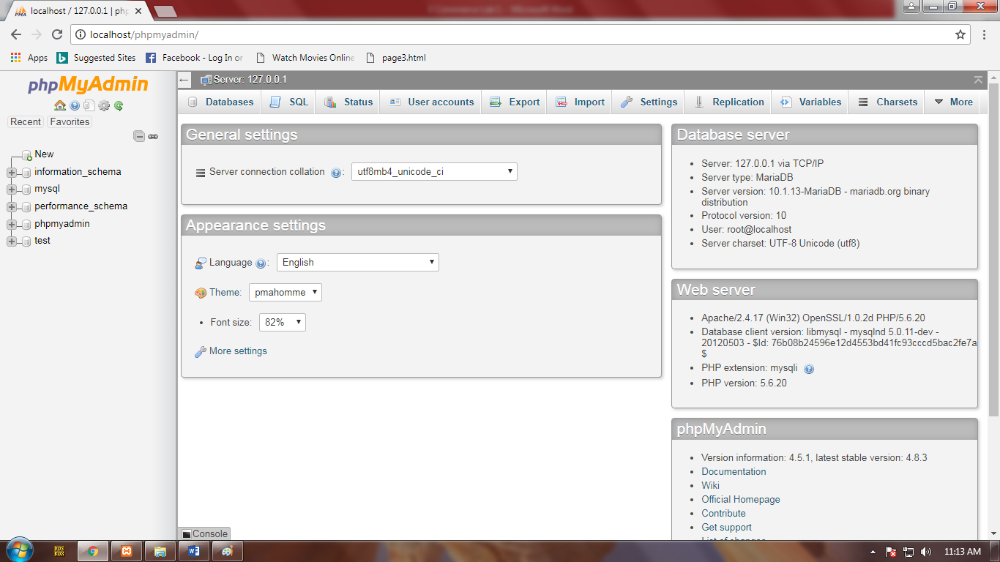 localhost / 127.0.0.1 | php
localhost/phpmyadmin/
Apps
Suggested Sites
Facebook - Log In or
Watch Movies Online
page3.html
phpMyAdmin
Recent
Favorites
New
information_schema
mysql
performance_schema
phpmyadmin
test
Server: 127.0.0.1
Databases
SQL
Status
User accounts
Export
Import
Settings
Replication
Variables
Charsets
More
General settings
Server connection collation :
utf8mb4_unicode_ci
Appearance settings
Language :
English
Theme:
pmahomme
Font size:
82%
More settings
Database server
Server: 127.0.0.1 via TCP/IP
Server type: MariaDB
Server version: 10.1.13-MariaDB - mariadb.org binary
distribution
Protocol version: 10
User: root@localhost
Server charset: UTF-8 Unicode (utf8)
Web server
Apache/2.4.17 (Win32) OpenSSL/1.0.2d PHP/5.6.20
Database client version: libmysql - mysqlnd 5.0.11-dev -
20120503 - $Id: 76b08b24596e12d4553bd41fc93cccd5bac2fe7a
$
PHP extension: mysqli
PHP version: 5.6.20
phpMyAdmin
Version information: 4.5.1, latest stable version: 4.8.3
Documentation
Wiki
Official Homepage
Contribute
Get support
List of changes
Console
DOS
BOX
11:13 AM